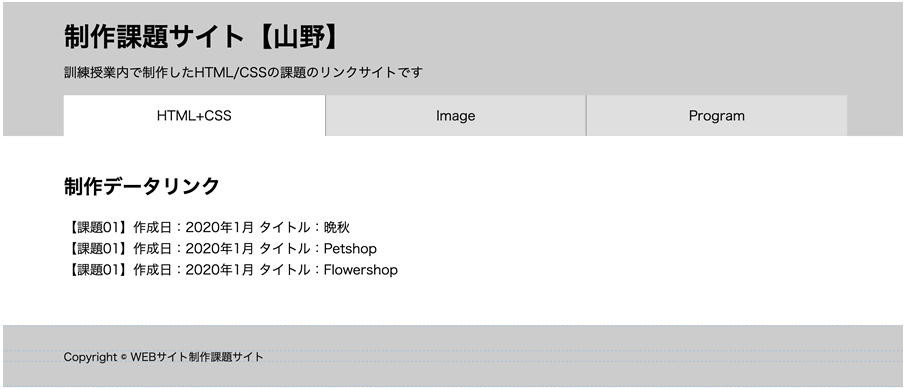 制作課題サイト【山野】
訓練授業内で制作したHTML/CSSの課題のリンクサイトです
HTML+CSS
Image
Program
制作データリンク
【課題01】作成日：2020年1月 タイトル：晩秋
【課題01】作成日：2020年1月 タイトル：Petshop
【課題01】作成日：2020年1月 タイトル：Flowershop
Copyright © WEBサイト制作課題サイト